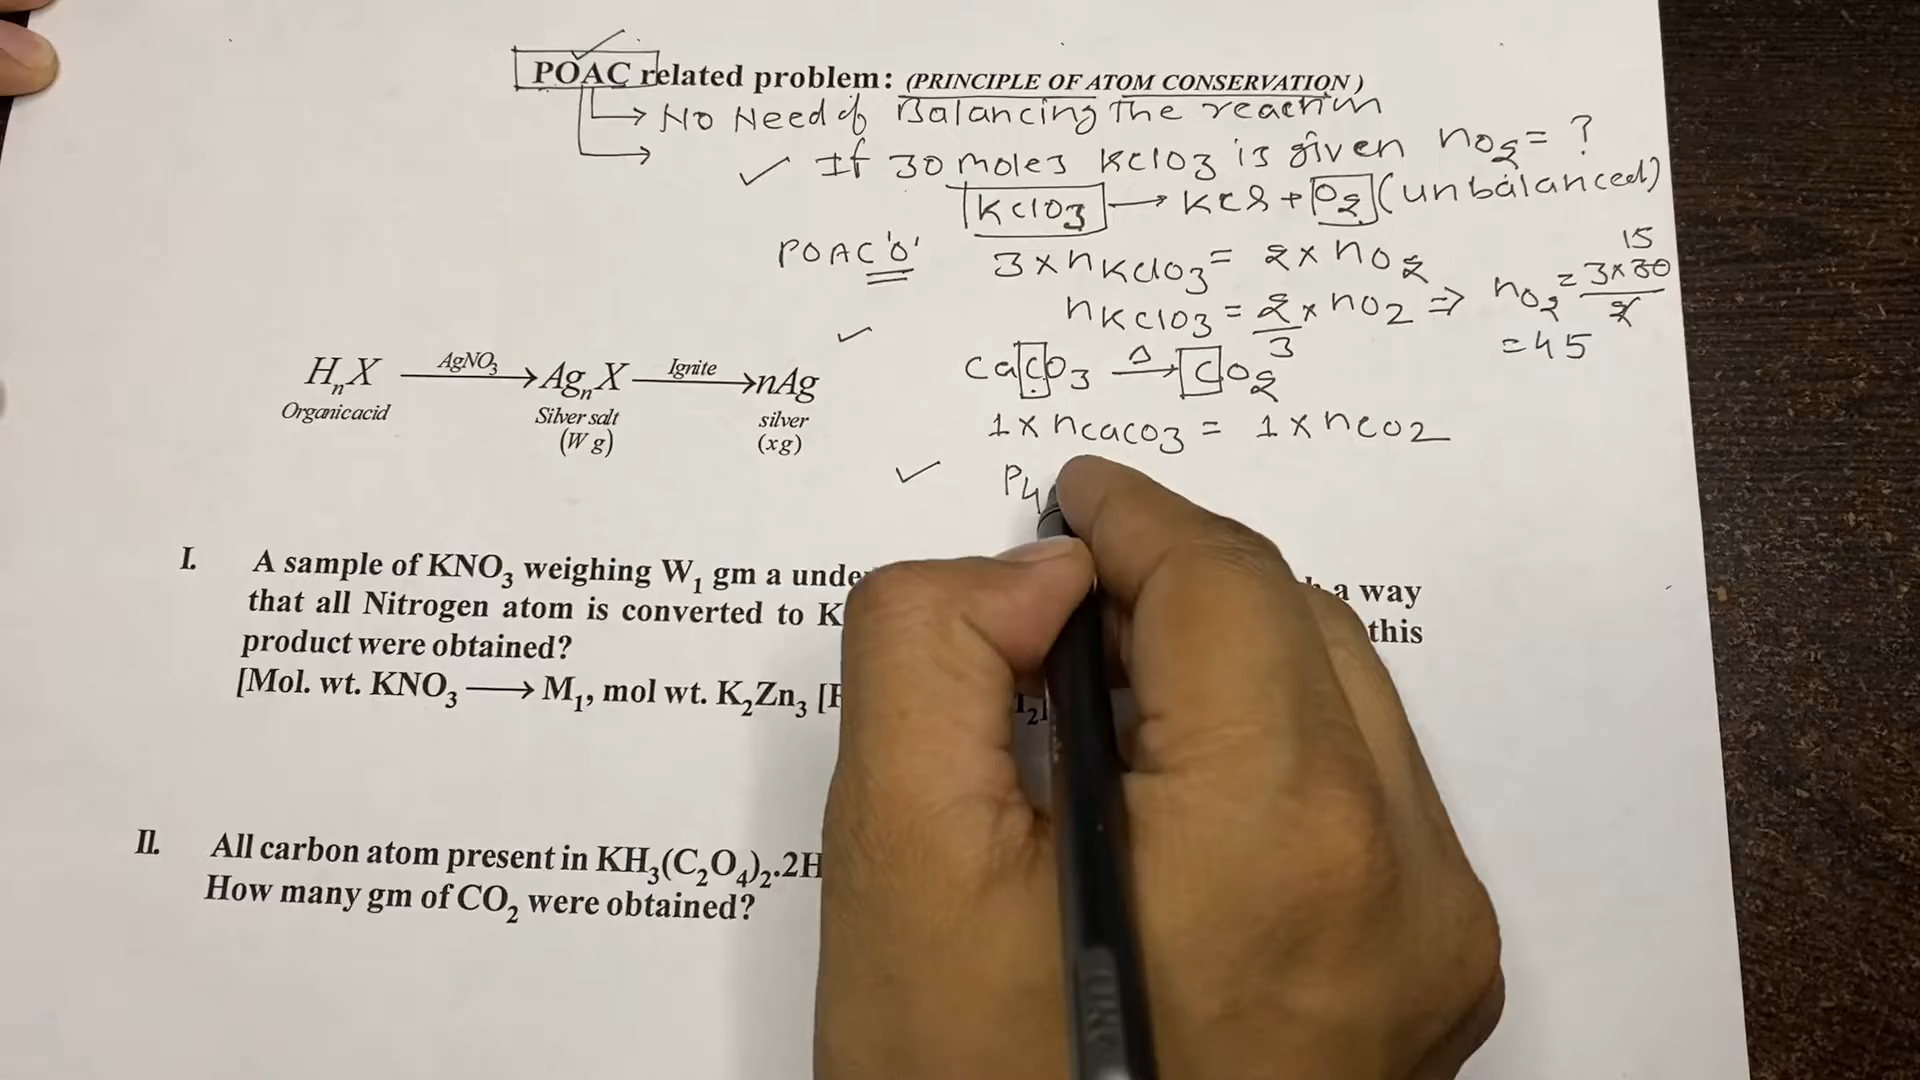 POAC related problem: (PRINCIPLE OF ATOM CONSERVATION)
→ No Need of Balancing The reaction
→
✓ If 30 moles KClO3 is given nO2 = ?
KClO3 → KCl + O2 (unbalanced)
POAC 'O' 3 × nKClO3 = 2 × nO2
nKClO3 = 2/3 × nO2 ⇒ nO2 = 3×30/2 15
= 45
✓ CaCO3 —Δ→ CO2
1 × nCaCO3 = 1 × nCO2
✓ P4
HnX —AgNO3→ AgnX —Ignite→ nAg
Organic acid Silver salt silver
(W g) (xg)
I. A sample of KNO3 weighing W1 gm a a way
that all Nitrogen atom is converted to K this
product were obtained?
[Mol. wt. KNO3 ⟶ M1, mol wt. K2Zn3 [
II. All carbon atom present in KH3(C2O4)2.2H
How many gm of CO2 were obtained?